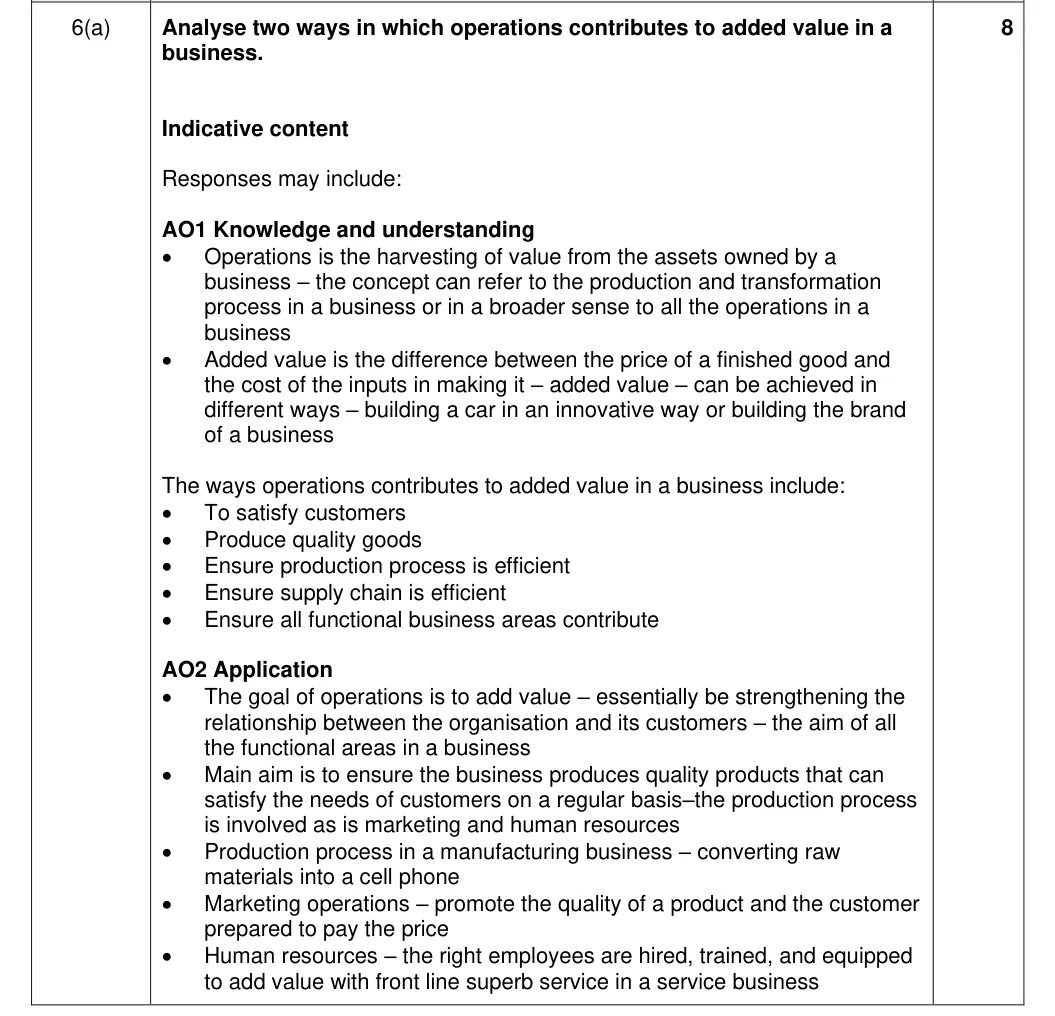 6(a)
Analyse two ways in which operations contributes to added value in a
business.
8
Indicative content
Responses may include:
AO1 Knowledge and understanding
• Operations is the harvesting of value from the assets owned by a
business – the concept can refer to the production and transformation
process in a business or in a broader sense to all the operations in a
business
• Added value is the difference between the price of a finished good and
the cost of the inputs in making it – added value – can be achieved in
different ways – building a car in an innovative way or building the brand
of a business
The ways operations contributes to added value in a business include:
• To satisfy customers
• Produce quality goods
• Ensure production process is efficient
• Ensure supply chain is efficient
• Ensure all functional business areas contribute
AO2 Application
• The goal of operations is to add value – essentially be strengthening the
relationship between the organisation and its customers – the aim of all
the functional areas in a business
• Main aim is to ensure the business produces quality products that can
satisfy the needs of customers on a regular basis–the production process
is involved as is marketing and human resources
• Production process in a manufacturing business – converting raw
materials into a cell phone
• Marketing operations – promote the quality of a product and the customer
prepared to pay the price
• Human resources – the right employees are hired, trained, and equipped
to add value with front line superb service in a service business